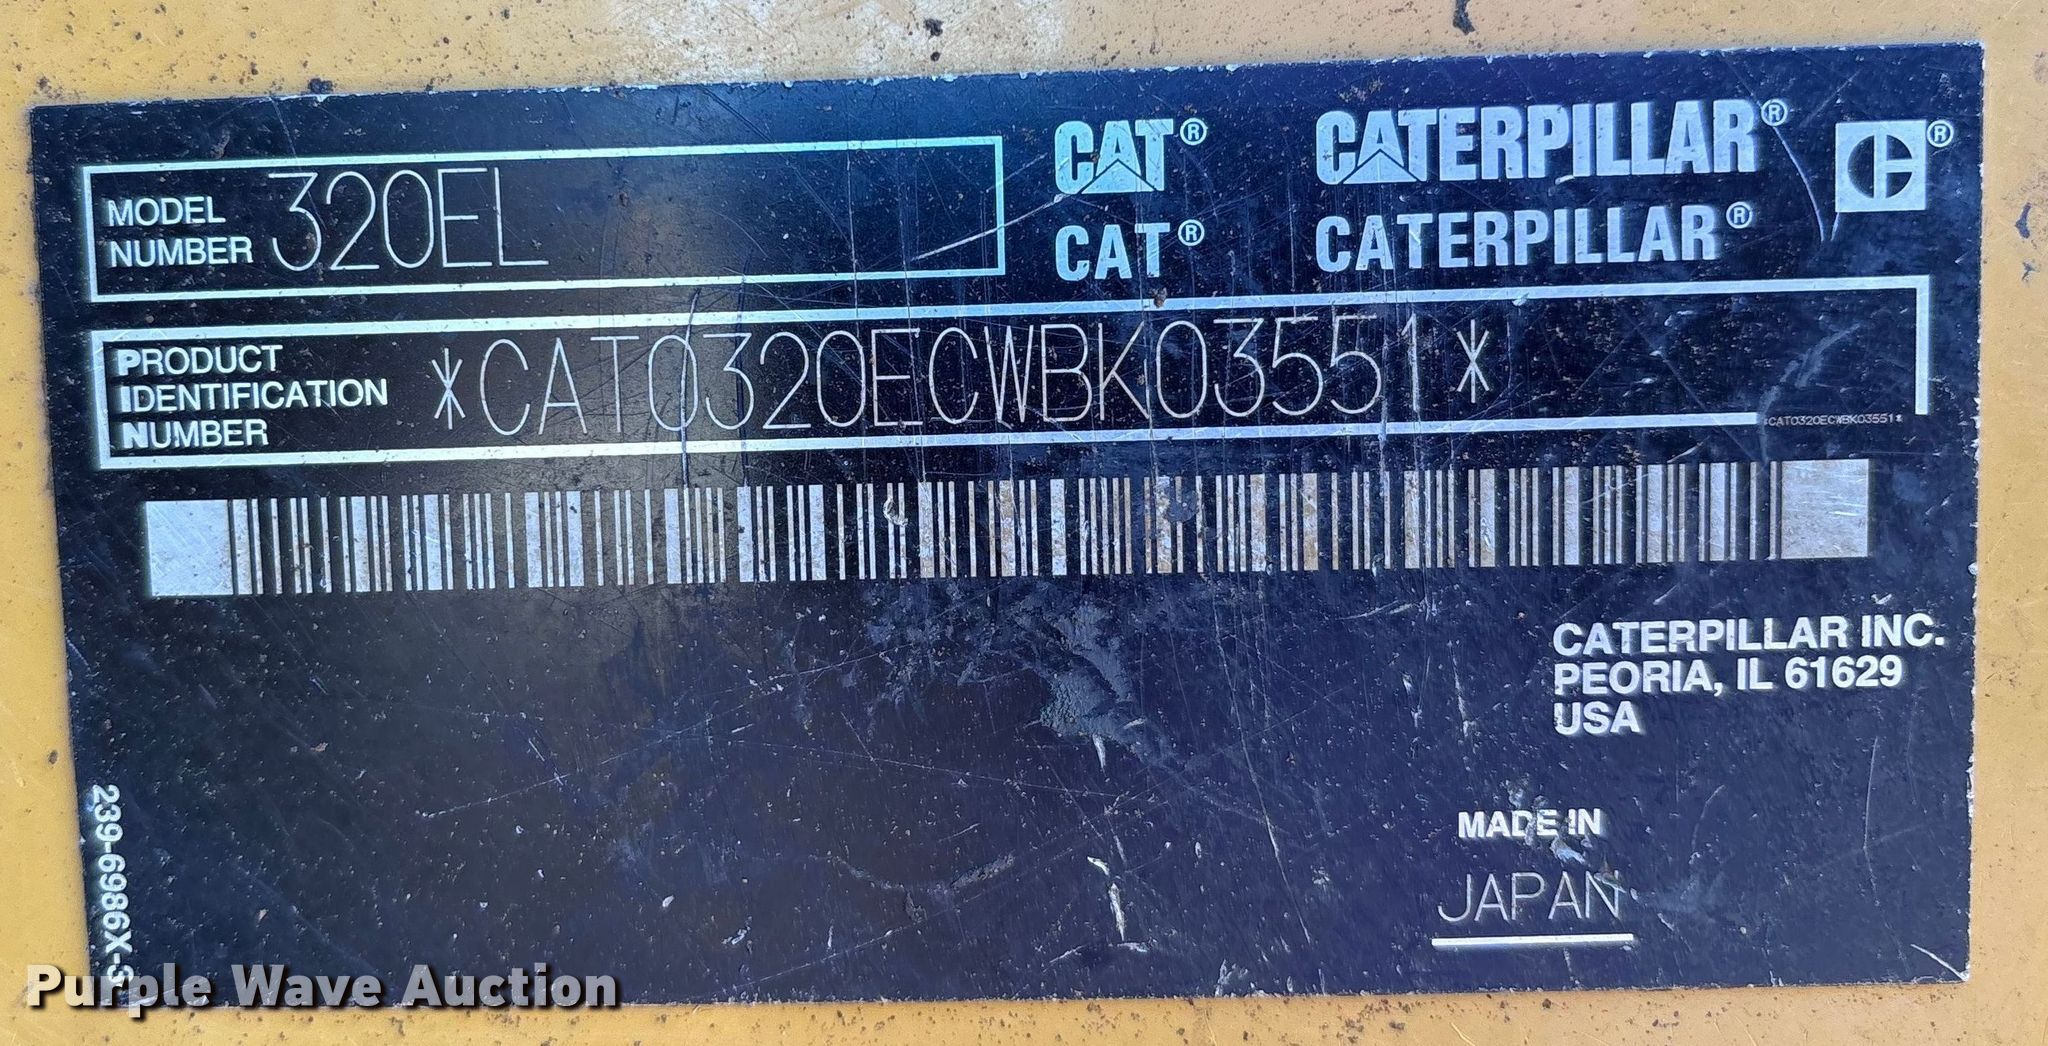 MODEL NUMBER 320EL
CAT® CATERPILLAR® ®
CAT® CATERPILLAR®
PRODUCT IDENTIFICATION NUMBER *CAT0320ECWBK03551*
*CAT0320ECWBK03551*
CATERPILLAR INC.
PEORIA, IL 61629
USA
MADE IN
JAPAN
239-6986X-S
Purple Wave Auction